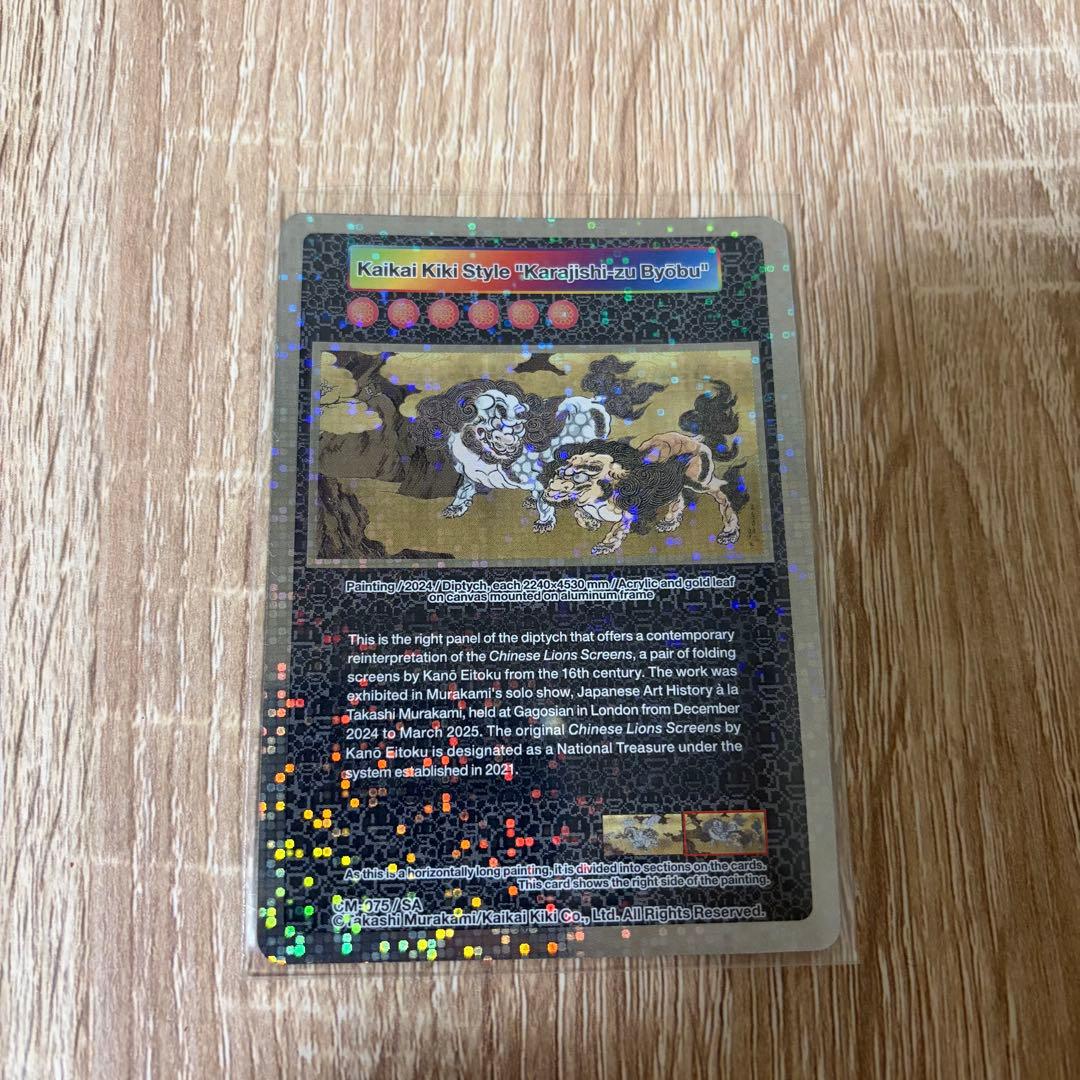 Kaikai Kiki Style "Karajishi-zu Byōbu"
Painting / 2024 / Diptych, each 2240x4530 mm / Acrylic and gold leaf
on canvas mounted on aluminum frame
This is the right panel of the diptych that offers a contemporary
reinterpretation of the Chinese Lions Screens, a pair of folding
screens by Kanō Eitoku from the 16th century. The work was
exhibited in Murakami's solo show, Japanese Art History à la
Takashi Murakami, held at Gagosian in London from December
2024 to March 2025. The original Chinese Lions Screens by
Kanō Eitoku is designated as a National Treasure under the
system established in 2021.
As this is a horizontally long painting, it is divided into sections on the cards.
This card shows the right side of the painting.
CM-075 / SA
©Takashi Murakami/Kaikai Kiki Co., Ltd. All Rights Reserved.